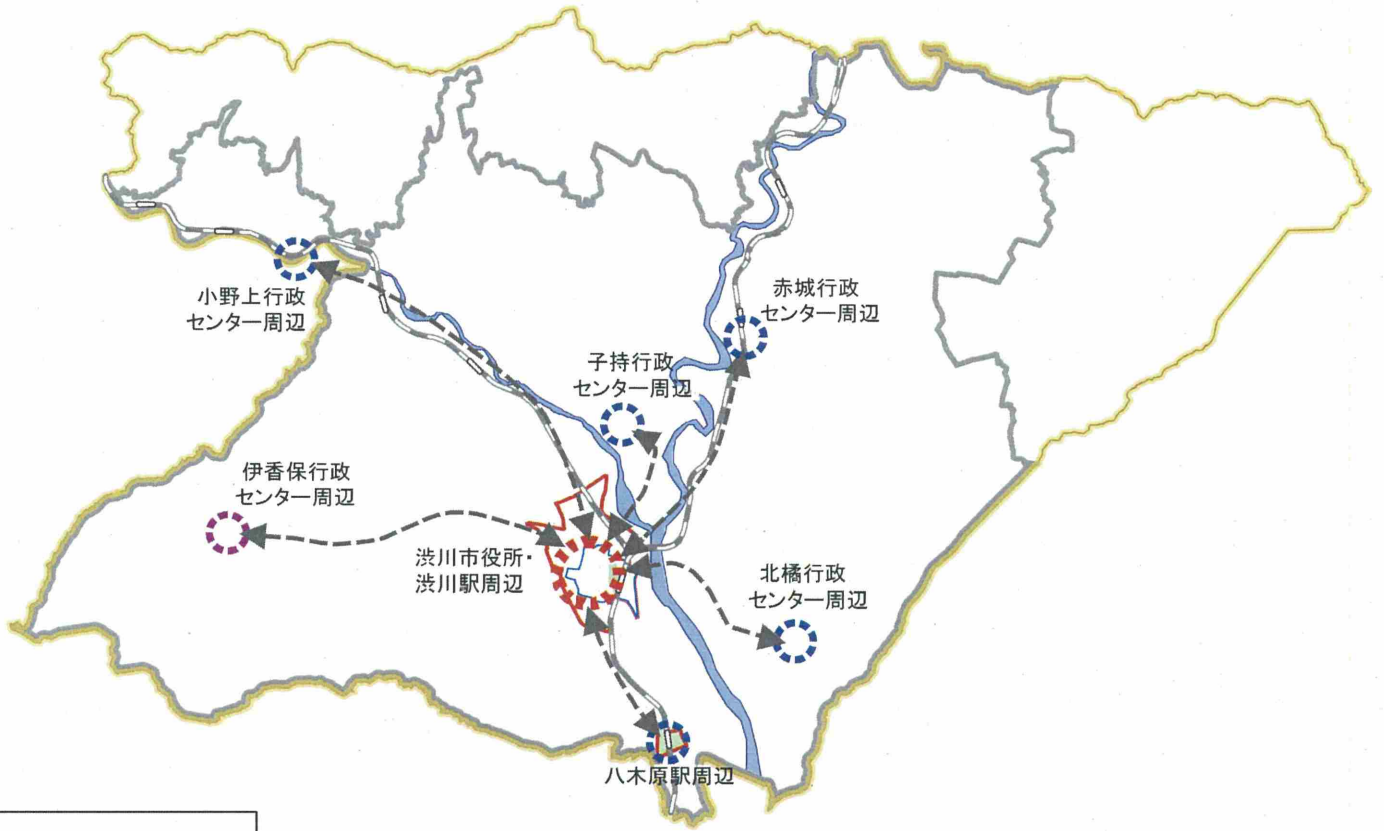 小野上行政
センター周辺
赤城行政
センター周辺
子持行政
センター周辺
伊香保行政
センター周辺
渋川市役所・
渋川駅周辺
北橘行政
センター周辺
八木原駅周辺